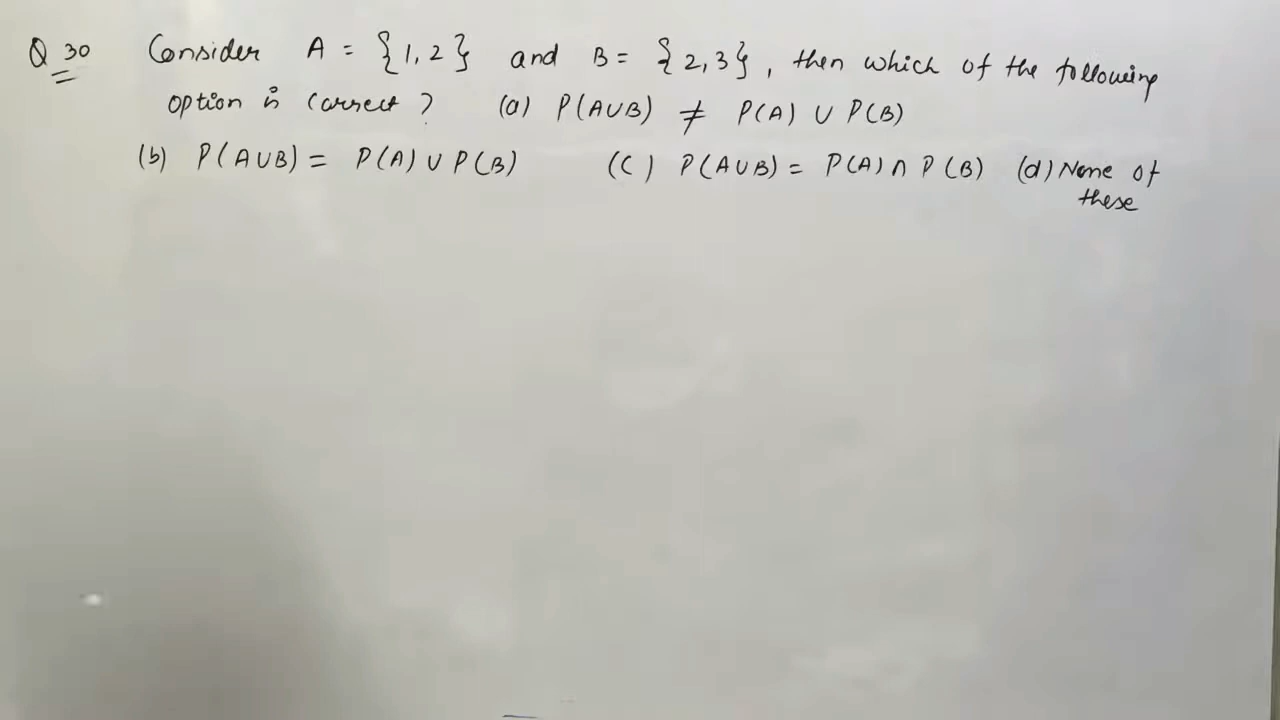 Q 30 Consider A = {1, 2} and B = {2, 3}, then which of the following
option is correct? (a) P(A∪B) ≠ P(A) ∪ P(B)
(b) P(A∪B) = P(A) ∪ P(B) (C) P(A∪B) = P(A) ∩ P(B) (d) None of
these